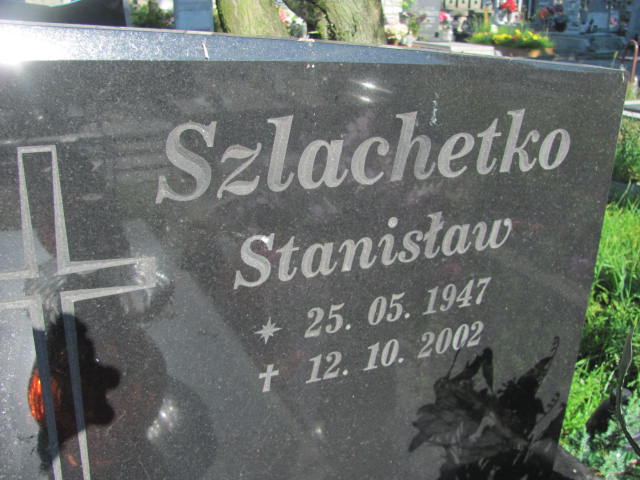 Szlachetko
Stanisław
* 25. 05. 1947
✝ 12. 10. 2002